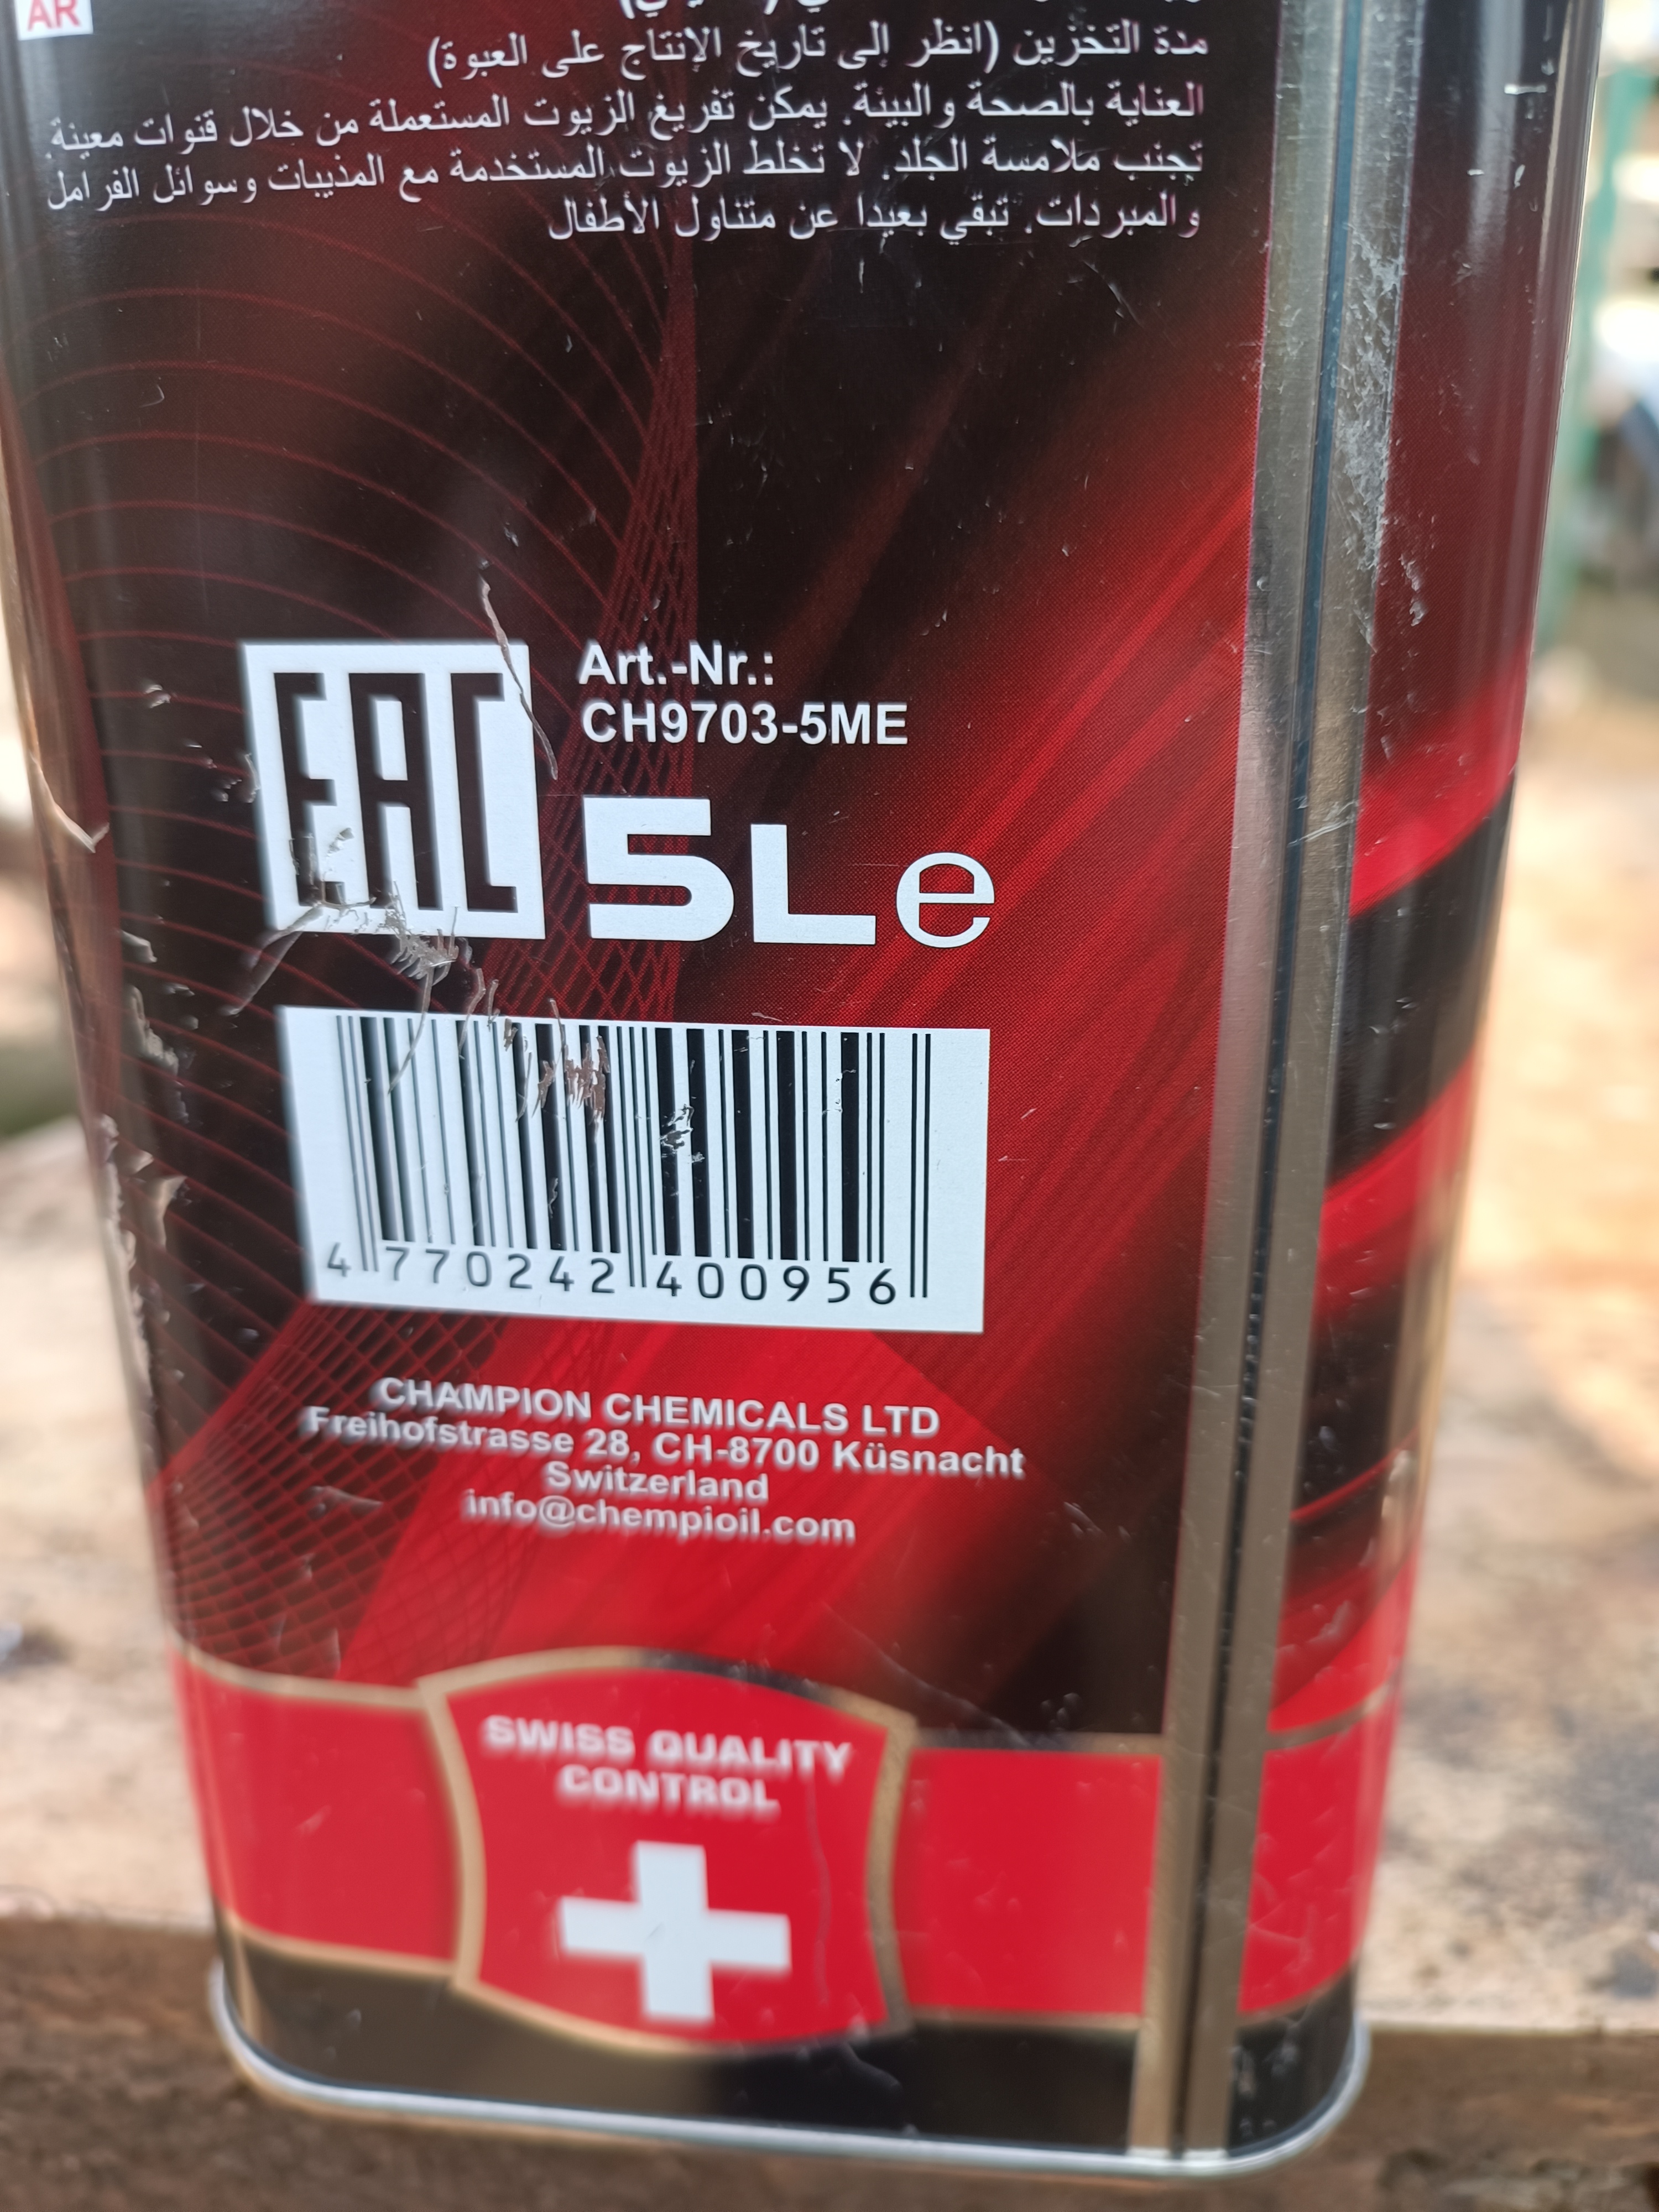 AR
مدة التخزين (انظر إلى تاريخ الإنتاج على العبوة)
العناية بالصحة والبيئة. يمكن تفريغ الزيوت المستعملة من خلال قنوات معينة.
تجنب ملامسة الجلد. لا تخلط الزيوت المستخدمة مع المذيبات وسوائل الفرامل
والمبردات. تبقي بعيدا عن متناول الأطفال
EAC
Art.-Nr.:
CH9703-5ME
5L e
4 770242 400956
CHAMPION CHEMICALS LTD
Freihofstrasse 28, CH-8700 Küsnacht
Switzerland
info@chempioil.com
SWISS QUALITY
CONTROL